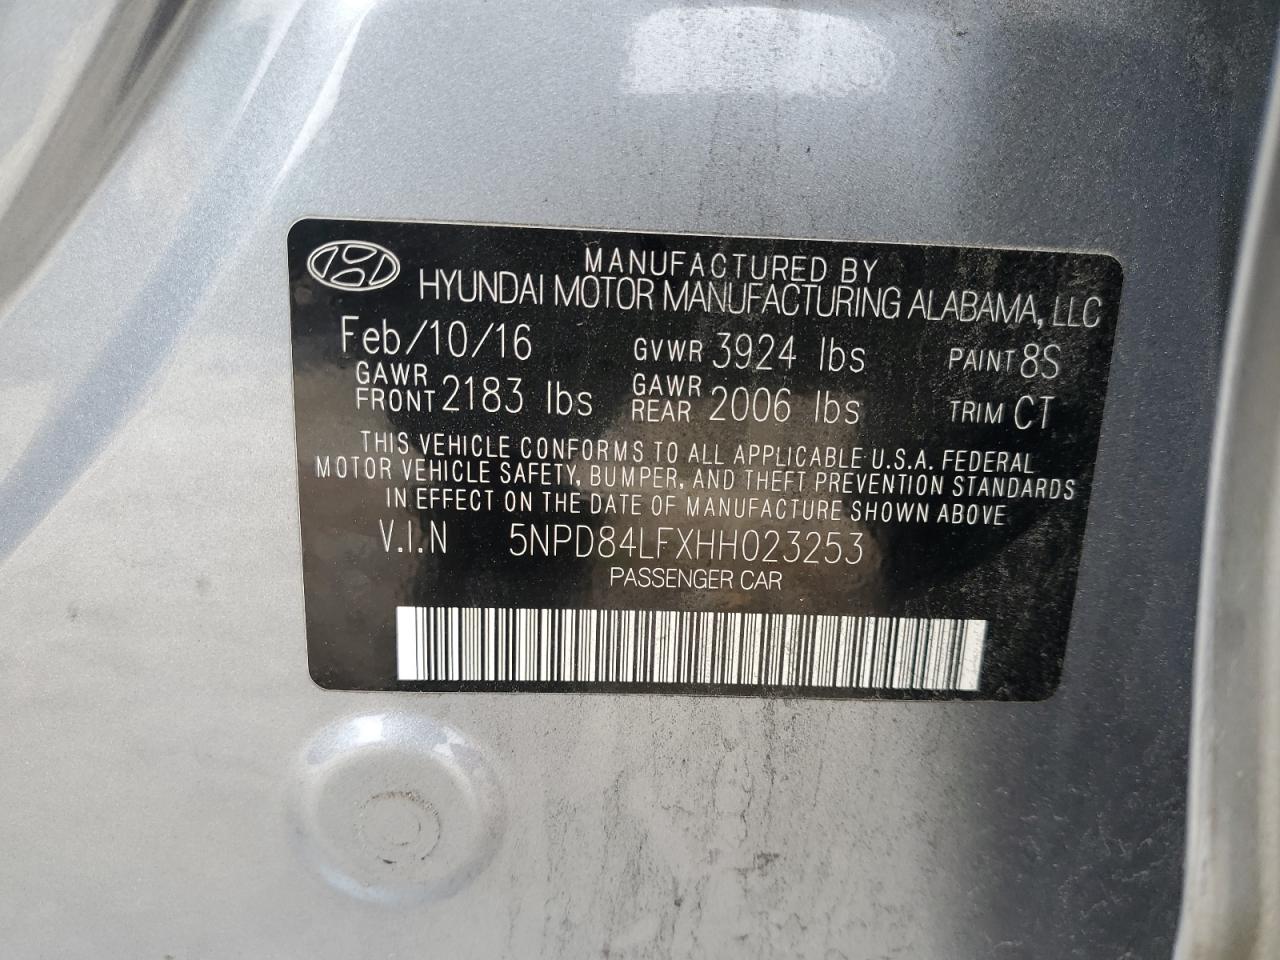 MANUFACTURED BY
HYUNDAI MOTOR MANUFACTURING ALABAMA, LLC
Feb/10/16 GVWR 3924 lbs PAINT 8S
GAWR FRONT 2183 lbs GAWR REAR 2006 lbs TRIM CT
THIS VEHICLE CONFORMS TO ALL APPLICABLE U.S.A. FEDERAL
MOTOR VEHICLE SAFETY, BUMPER, AND THEFT PREVENTION STANDARDS
IN EFFECT ON THE DATE OF MANUFACTURE SHOWN ABOVE
V.I.N 5NPD84LFXHH023253
PASSENGER CAR